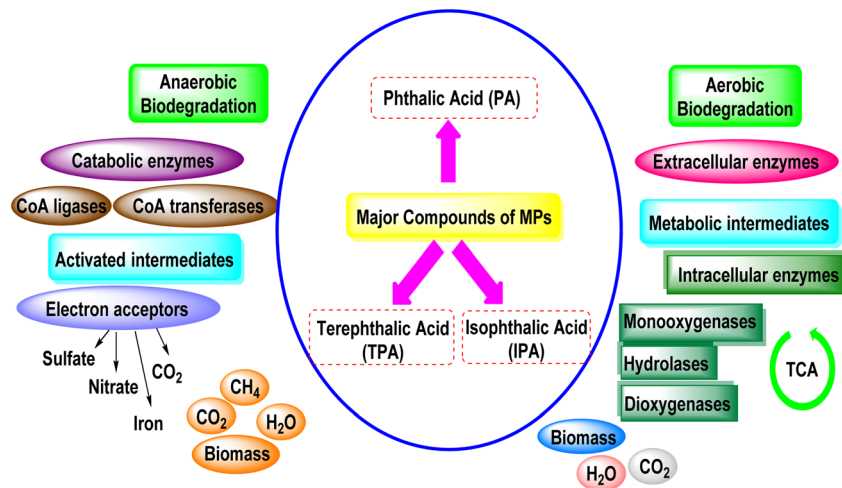 Anaerobic
Biodegradation
Catabolic enzymes
CoA ligases
CoA transferases
Activated intermediates
Electron acceptors
Sulfate
Nitrate
Iron
CO2
CH4
CO2
H2O
Biomass
Phthalic Acid (PA)
Major Compounds of MPs
Terephthalic Acid
(TPA)
Isophthalic Acid
(IPA)
Aerobic
Biodegradation
Extracellular enzymes
Metabolic intermediates
Intracellular enzymes
Monooxygenases
Hydrolases
Dioxygenases
TCA
Biomass
H2O
CO2